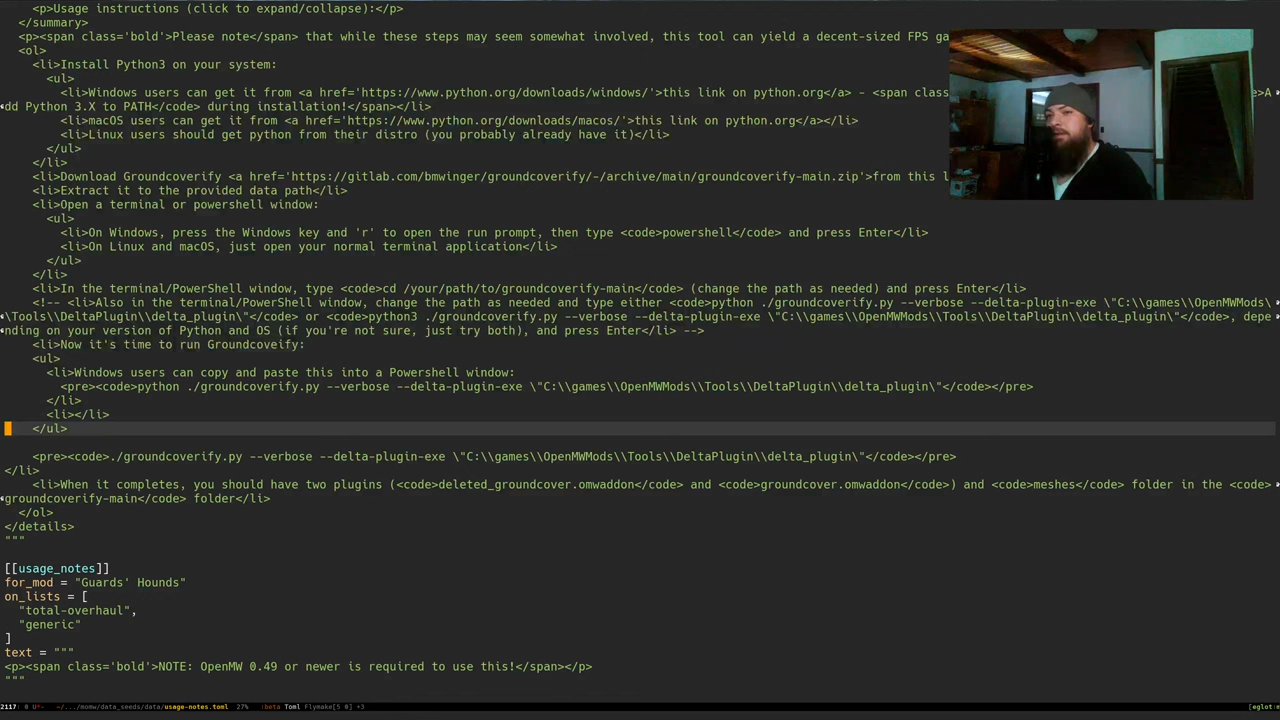 <p>Usage instructions (click to expand/collapse):</p>
</summary>
<p><span class='bold'>Please note</span> that while these steps may seem somewhat involved, this tool can yield a decent-sized FPS ga
<ol>
<li>Install Python3 on your system:
<ul>
<li>Windows users can get it from <a href='https://www.python.org/downloads/windows/'>this link on python.org</a> - <span clas e>A
dd Python 3.X to PATH</code> during installation!</span></li>
<li>macOS users can get it from <a href='https://www.python.org/downloads/macos/'>this link on python.org</a></li>
<li>Linux users should get python from their distro (you probably already have it)</li>
</ul>
</li>
<li>Download Groundcoverify <a href='https://gitlab.com/bmwinger/groundcoverify/-/archive/main/groundcoverify-main.zip'>from this l
<li>Extract it to the provided data path</li>
<li>Open a terminal or powershell window:
<ul>
<li>On Windows, press the Windows key and 'r' to open the run prompt, then type <code>powershell</code> and press Enter</li>
<li>On Linux and macOS, just open your normal terminal application</li>
</ul>
</li>
<li>In the terminal/PowerShell window, type <code>cd /your/path/to/groundcoverify-main</code> (change the path as needed) and press Enter</li>
<!-- <li>Also in the terminal/PowerShell window, change the path as needed and type either <code>python ./groundcoverify.py --verbose --delta-plugin-exe \"C:\\games\\OpenMWMods\
\Tools\\DeltaPlugin\\delta_plugin\"</code> or <code>python3 ./groundcoverify.py --verbose --delta-plugin-exe \"C:\\games\\OpenMWMods\\Tools\\DeltaPlugin\\delta_plugin\"</code>, depe
nding on your version of Python and OS (if you're not sure, just try both), and press Enter</li> -->
<li>Now it's time to run Groundcoveify:
<ul>
<li>Windows users can copy and paste this into a Powershell window:
<pre><code>python ./groundcoverify.py --verbose --delta-plugin-exe \"C:\\games\\OpenMWMods\\Tools\\DeltaPlugin\\delta_plugin\"</code></pre>
</li>
<li></li>
</ul>
<pre><code>./groundcoverify.py --verbose --delta-plugin-exe \"C:\\games\\OpenMWMods\\Tools\\DeltaPlugin\\delta_plugin\"</code></pre>
</li>
<li>When it completes, you should have two plugins (<code>deleted_groundcover.omwaddon</code> and <code>groundcover.omwaddon</code>) and <code>meshes</code> folder in the <code>
groundcoverify-main</code> folder</li>
</ol>
</details>
"""
[[usage_notes]]
for_mod = "Guards' Hounds"
on_lists = [
"total-overhaul",
"generic"
]
text = """
<p><span class='bold'>NOTE: OpenMW 0.49 or newer is required to use this!</span></p>
"""
2117: 0 U*- ~/.../momw/data_seeds/data/usage-notes.toml 27% :beta Toml Flymake[5 0] +3 [eglot:m